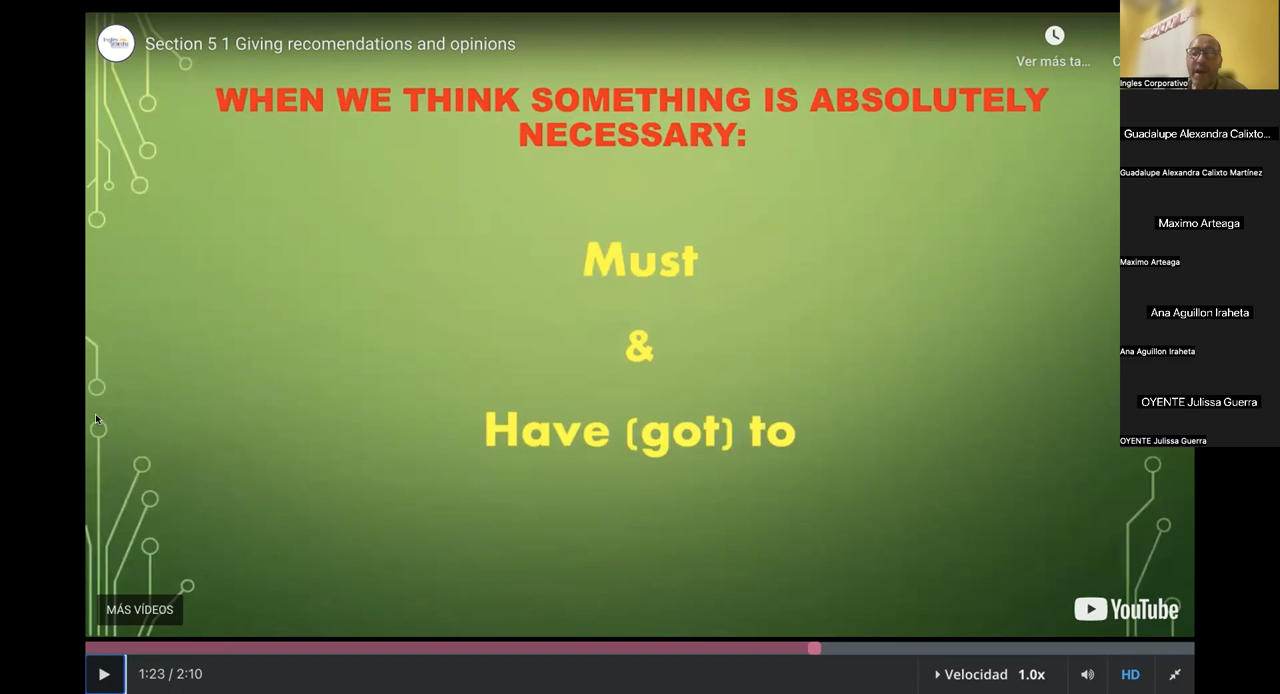 Section 5 1 Giving recomendations and opinions
Ver más ta...
WHEN WE THINK SOMETHING IS ABSOLUTELY
NECESSARY:
Must
&
Have (got) to
MÁS VÍDEOS
YouTube
1:23 / 2:10
Velocidad 1.0x
HD
Ingles Corporativo
Guadalupe Alexandra Calixto...
Guadalupe Alexandra Calixto Martínez
Maximo Arteaga
Maximo Arteaga
Ana Aguillon Iraheta
Ana Aguillon Iraheta
OYENTE Julissa Guerra
OYENTE Julissa Guerra